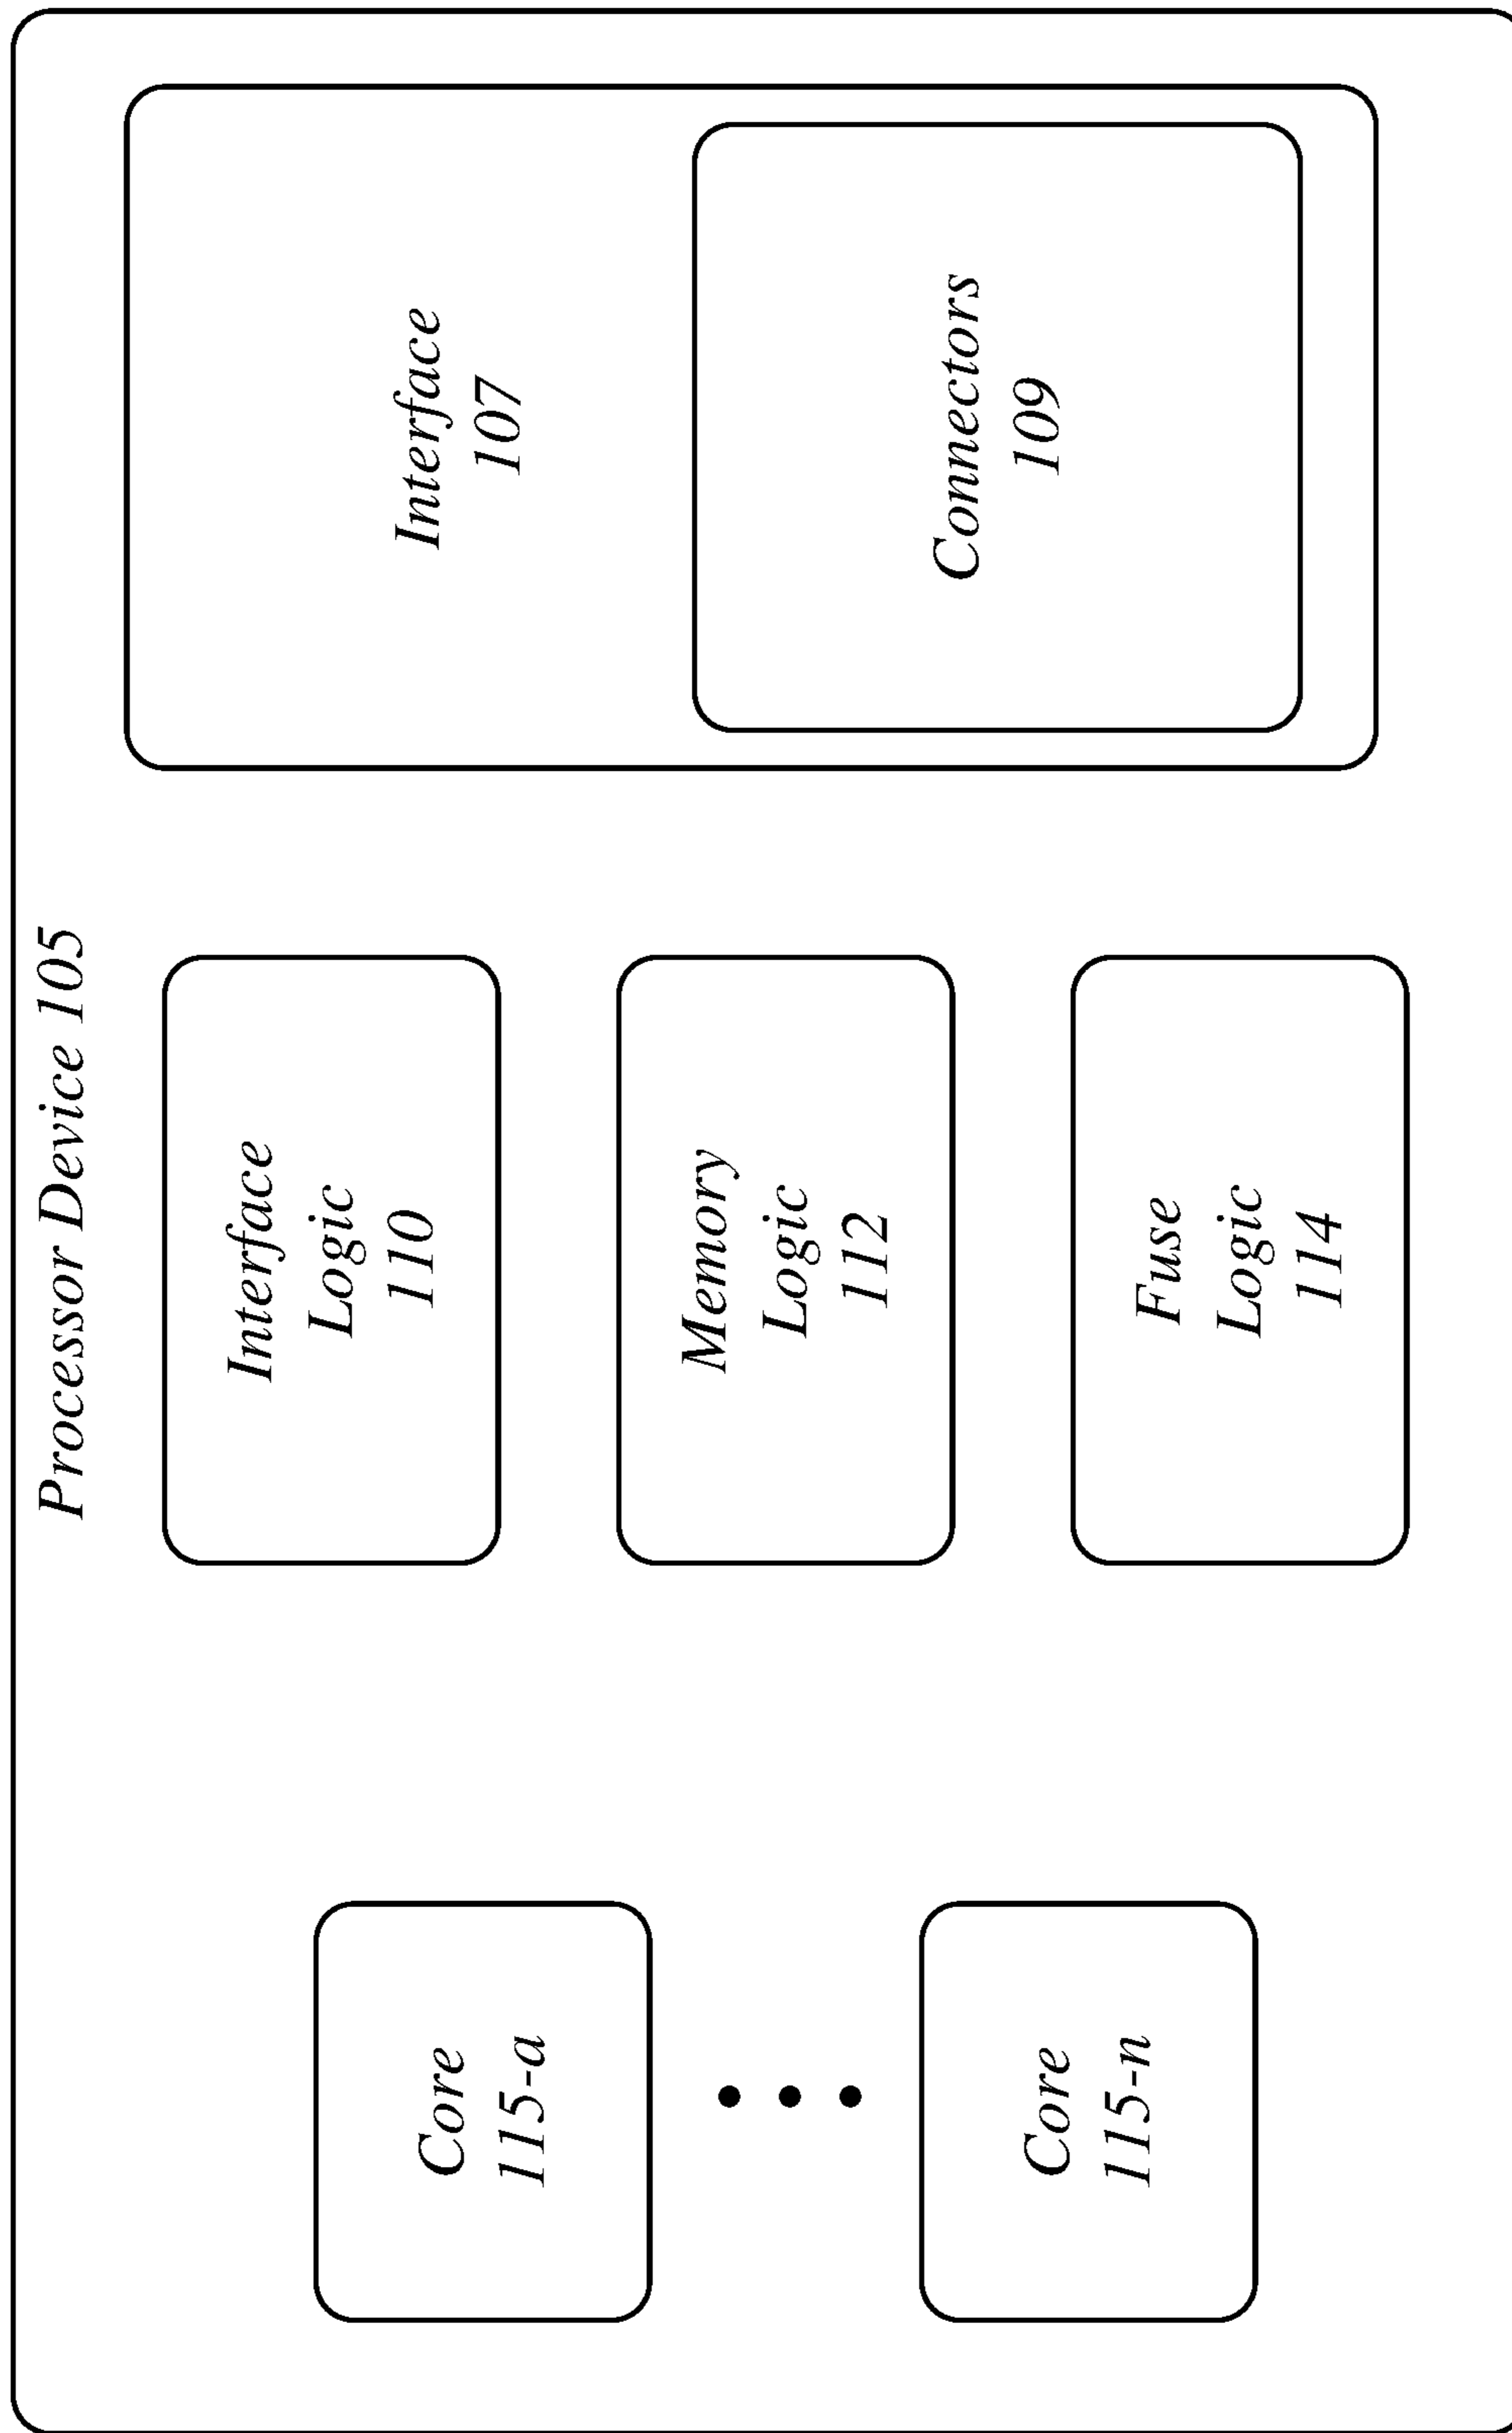 Processor Device 105
Core
115-a
Core
115-n
Interface
Logic
110
Memory
Logic
112
Fuse
Logic
114
Interface
107
Connectors
109